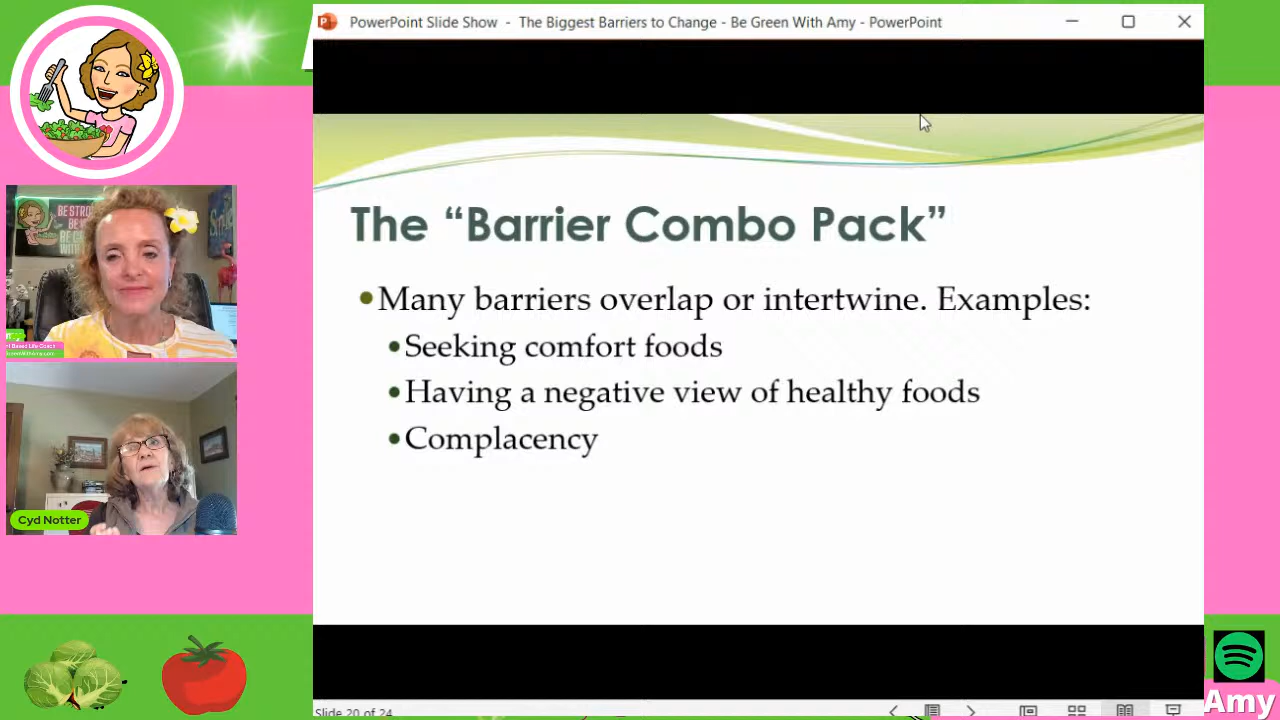 PowerPoint Slide Show - The Biggest Barriers to Change - Be Green With Amy - PowerPoint
The “Barrier Combo Pack”
•Many barriers overlap or intertwine. Examples:
•Seeking comfort foods
•Having a negative view of healthy foods
•Complacency
Cyd Notter
Slide 20 of 24
Amy